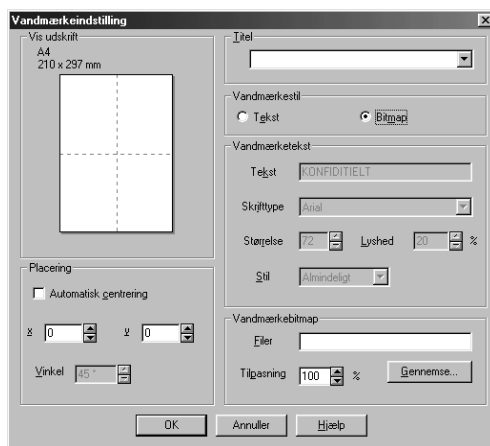 Vandmærkeindstilling
Vis udskrift
A4
210 x 297 mm
Titel
Vandmærkestil
Tekst
Bitmap
Vandmærketekst
Tekst KONFIDITIELT
Skrifttype Arial
Størrelse 72 Lyshed 20 %
Stil Almindeligt
Placering
Automatisk centrering
x 0 y 0
Vinkel 45 °
Vandmærkebitmap
Filer
Tilpasning 100 % Gennemse...
OK Annuller Hjælp